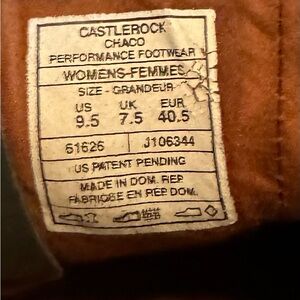 CASTLEROCK
CHACO
PERFORMANCE FOOTWEAR
WOMENS-FEMMES
SIZE - GRANDEUR
US UK EUR
9.5 7.5 40.5
61626 J106344
US PATENT PENDING
MADE IN DOM. REP
FABRIQUE EN REP DOM.